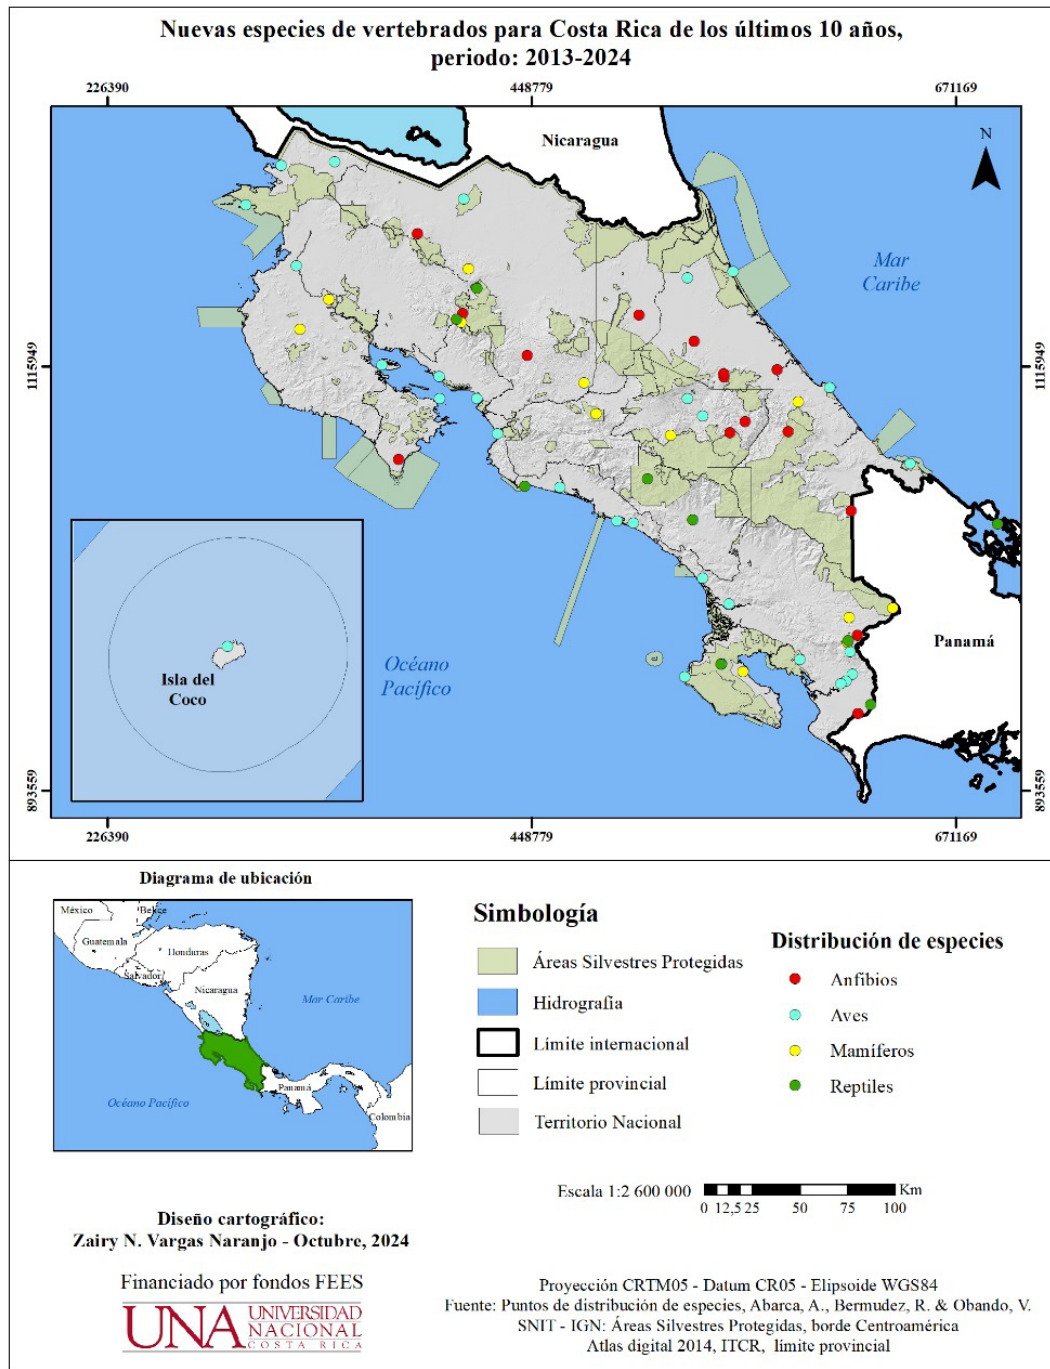 Nuevas especies de vertebrados para Costa Rica de los últimos 10 años,
periodo: 2013-2024
226390
448779
671169
Nicaragua
N
Mar
Caribe
1115949
1115949
Océano
Pacífico
Panamá
Isla del
Coco
893559
893559
226390
448779
671169
Diagrama de ubicación
México
Belice
Guatemala
Honduras
Salvador
Nicaragua
Mar Caribe
Océano Pacífico
Panamá
Colombia
Simbología
Áreas Silvestres Protegidas
Hidrografía
Límite internacional
Límite provincial
Territorio Nacional
Distribución de especies
Anfibios
Aves
Mamíferos
Reptiles
Escala 1:2 600 000
Km
0 12,5 25 50 75 100
Diseño cartográfico:
Zairy N. Vargas Naranjo - Octubre, 2024
Financiado por fondos FEES
UNA UNIVERSIDAD
NACIONAL
COSTA RICA
Proyección CRTM05 - Datum CR05 - Elipsoide WGS84
Fuente: Puntos de distribución de especies, Abarca, A., Bermudez, R. & Obando, V.
SNIT - IGN: Áreas Silvestres Protegidas, borde Centroamérica
Atlas digital 2014, ITCR, limite provincial